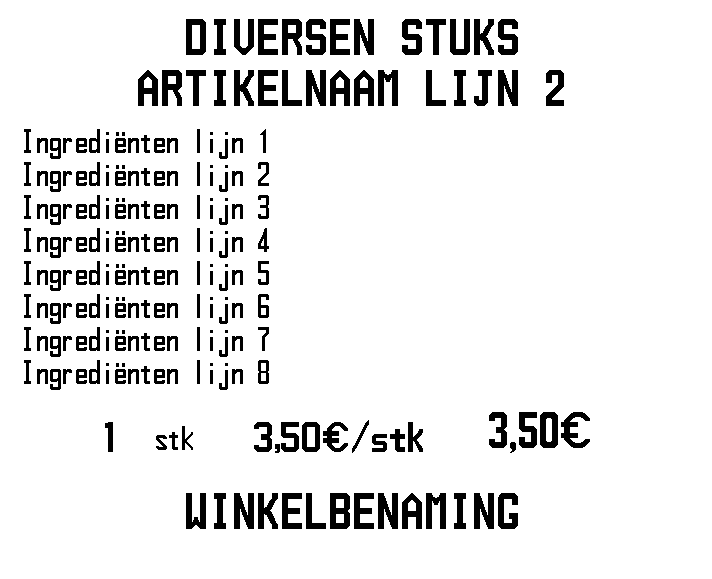 DIVERSEN STUKS
ARTIKELNAAM LIJN 2
Ingrediënten lijn 1
Ingrediënten lijn 2
Ingrediënten lijn 3
Ingrediënten lijn 4
Ingrediënten lijn 5
Ingrediënten lijn 6
Ingrediënten lijn 7
Ingrediënten lijn 8
1 stk 3,50€/stk 3,50€
WINKELBENAMING